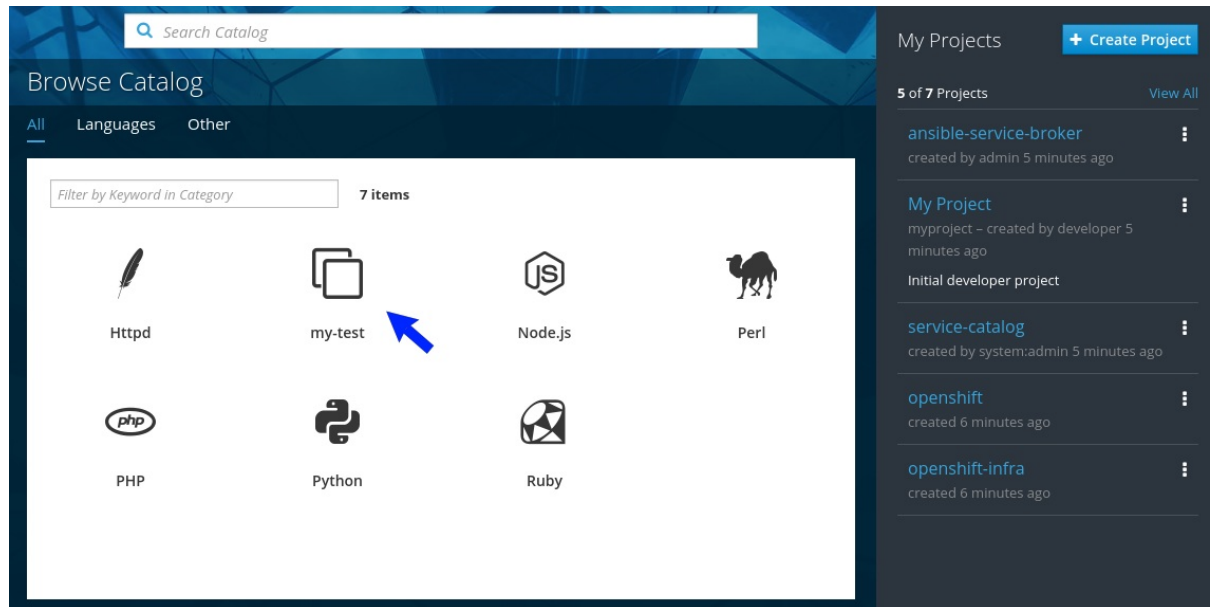 Search Catalog
Browse Catalog
All Languages Other
Filter by Keyword in Category 7 items
JS
Httpd my-test Node.js Perl
php
PHP Python Ruby
My Projects + Create Project
5 of 7 Projects View All
ansible-service-broker
created by admin 5 minutes ago
My Project
myproject – created by developer 5
minutes ago
Initial developer project
service-catalog
created by system:admin 5 minutes ago
openshift
created 6 minutes ago
openshift-infra
created 6 minutes ago